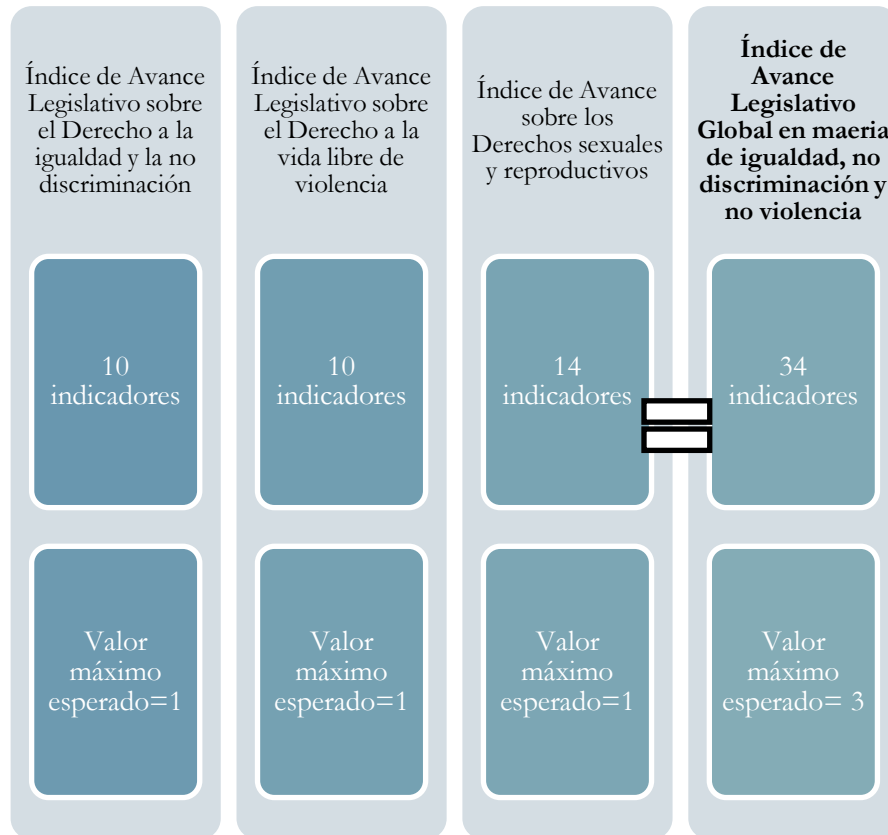 Índice de Avance
Legislativo sobre
el Derecho a la
igualdad y la no
discriminación
10
indicadores
Valor
máximo
esperado=1
Índice de Avance
Legislativo sobre
el Derecho a la
vida libre de
violencia
10
indicadores
Valor
máximo
esperado=1
Índice de Avance
sobre los
Derechos sexuales
y reproductivos
14
indicadores
Valor
máximo
esperado=1
=
Índice de
Avance
Legislativo
Global en maeria
de igualdad, no
discriminación y
no violencia
34
indicadores
Valor
máximo
esperado= 3